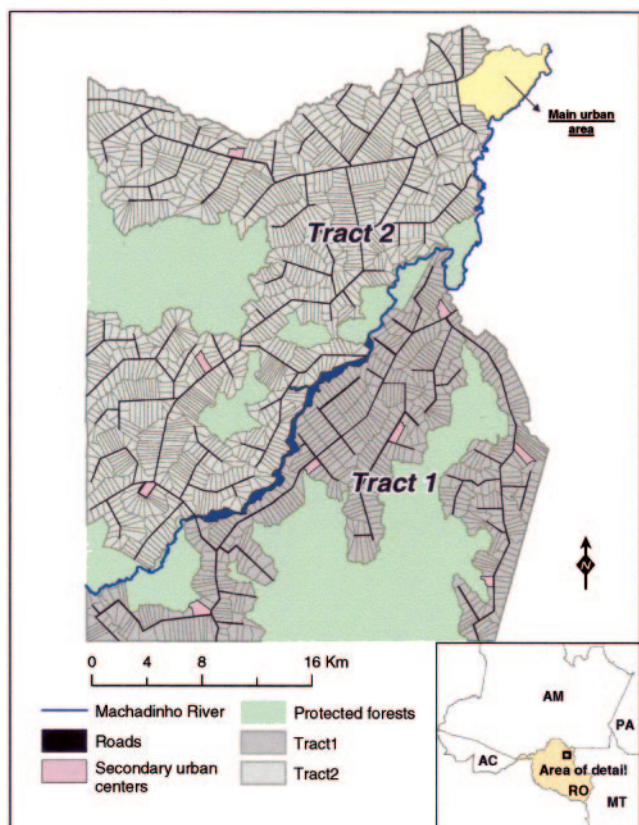 Main urban
area
Tract 2
Tract 1
N
0 4 8 16 Km
Machadinho River
Roads
Secondary urban
centers
Protected forests
Tract1
Tract2
AM
PA
AC
Area of detail
RO
MT